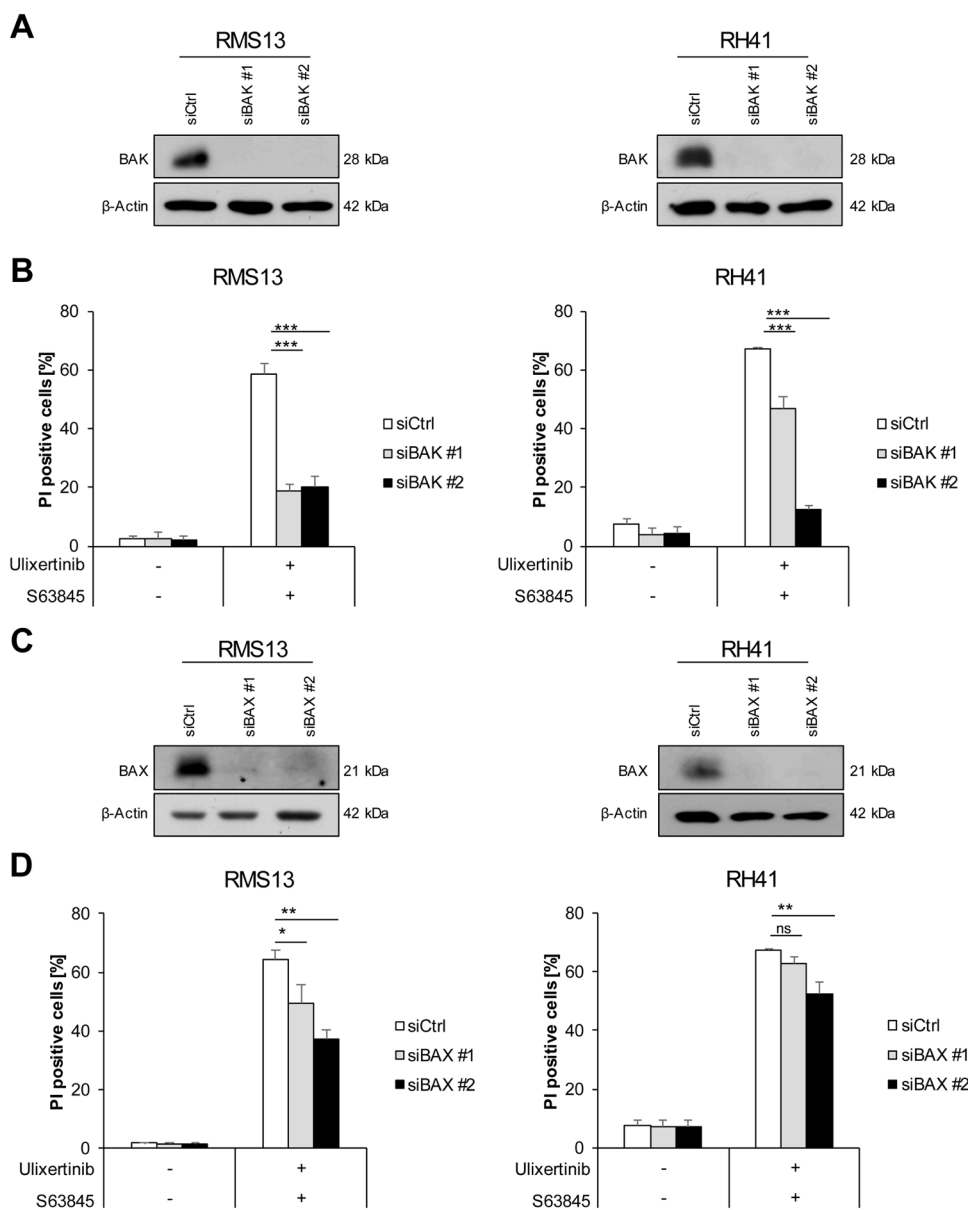 A
RMS13
RH41
siCtrl
siBAK #1
siBAK #2
siCtrl
siBAK #1
siBAK #2
BAK
28 kDa
BAK
28 kDa
β-Actin
42 kDa
β-Actin
42 kDa
B
RMS13
RH41
PI positive cells [%]
80
60
40
20
0
***
***
siCtrl
siBAK #1
siBAK #2
PI positive cells [%]
80
60
40
20
0
***
***
siCtrl
siBAK #1
siBAK #2
Ulixertinib - +
S63845 - +
- +
- +
C
RMS13
RH41
siCtrl
siBAX #1
siBAX #2
siCtrl
siBAX #1
siBAX #2
BAX
21 kDa
BAX
21 kDa
β-Actin
42 kDa
β-Actin
42 kDa
D
RMS13
RH41
PI positive cells [%]
80
60
40
20
0
**
*
siCtrl
siBAX #1
siBAX #2
PI positive cells [%]
80
60
40
20
0
**
ns
siCtrl
siBAX #1
siBAX #2
Ulixertinib - +
S63845 - +
Ulixertinib - +
S63845 - +